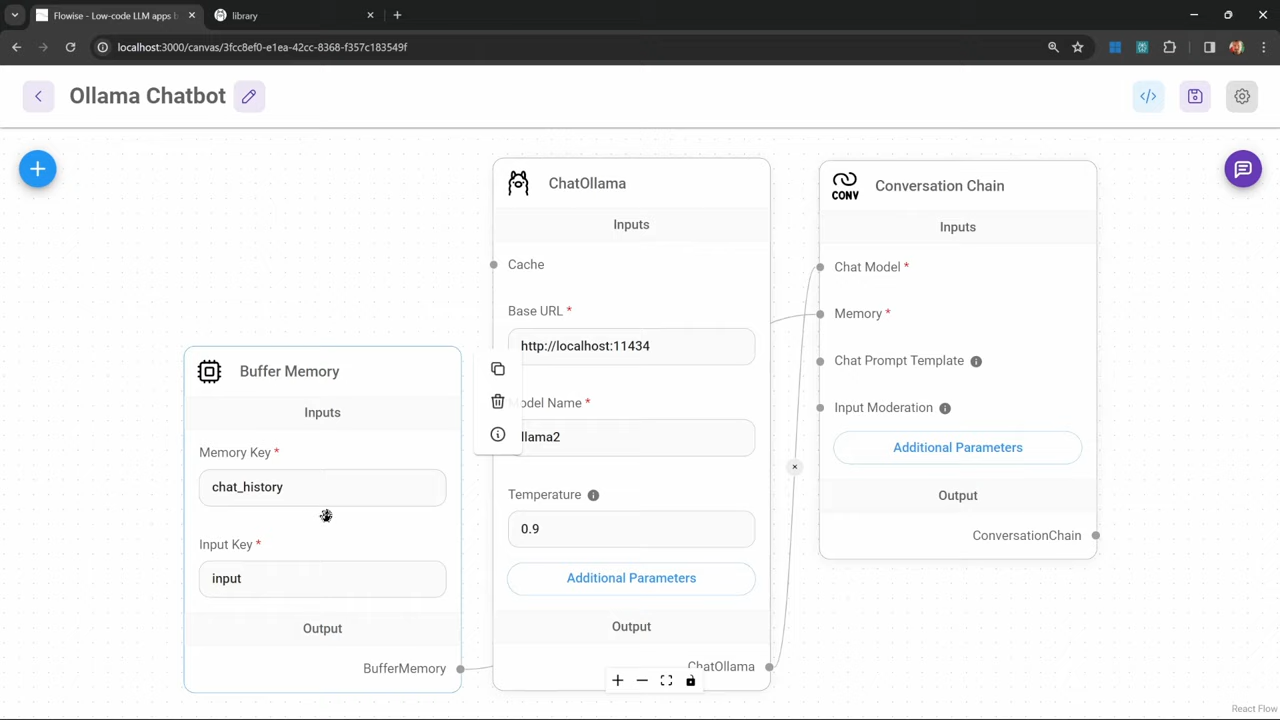 Flowise - Low-code LLM apps b
library
localhost:3000/canvas/3fcc8ef0-e1ea-42cc-8368-f357c183549f
Ollama Chatbot
Buffer Memory
Inputs
Memory Key *
chat_history
Input Key *
input
Output
BufferMemory
ChatOllama
Inputs
Cache
Base URL *
http://localhost:11434
Model Name *
llama2
Temperature
0.9
Additional Parameters
Output
ChatOllama
CONV
Conversation Chain
Inputs
Chat Model *
Memory *
Chat Prompt Template
Input Moderation
Additional Parameters
Output
ConversationChain
React Flow